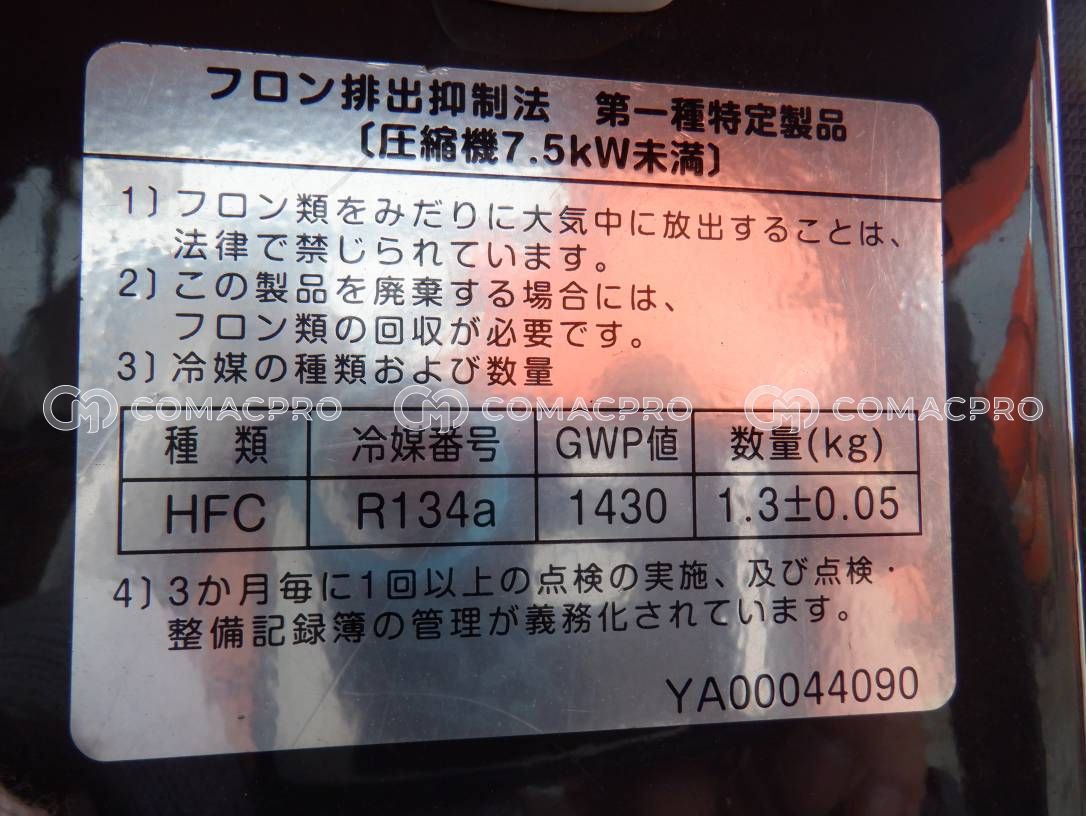 フロン排出抑制法　第一種特定製品
〔圧縮機7.5kW未満〕
1) フロン類をみだりに大気中に放出することは、
法律で禁じられています。
2) この製品を廃棄する場合には、
フロン類の回収が必要です。
3) 冷媒の種類および数量
COMACPRO COMACPRO COMACPRO
種 類 冷媒番号 GWP値 数量(kg)
HFC R134a 1430 1.3±0.05
4) 3か月毎に1回以上の点検の実施、及び点検・
整備記録簿の管理が義務化されています。
YA00044090